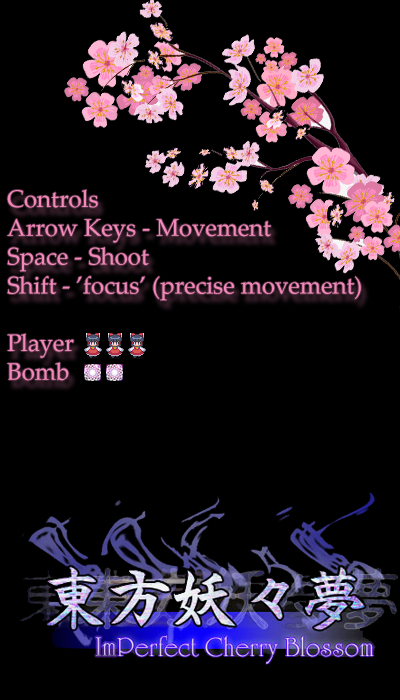 Controls
Arrow Keys - Movement
Space - Shoot
Shift - 'focus' (precise movement)
Player
Bomb
東方妖々夢
ImPerfect Cherry Blossom